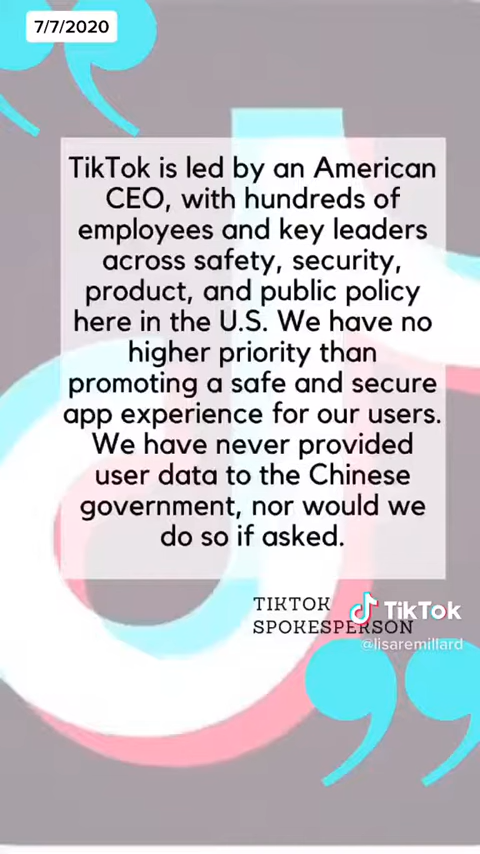 7/7/2020
TikTok is led by an American
CEO, with hundreds of
employees and key leaders
across safety, security,
product, and public policy
here in the U.S. We have no
higher priority than
promoting a safe and secure
app experience for our users.
We have never provided
user data to the Chinese
government, nor would we
do so if asked.
TIKTOK
SPOKESPERSON
TikTok
@lisaremillard